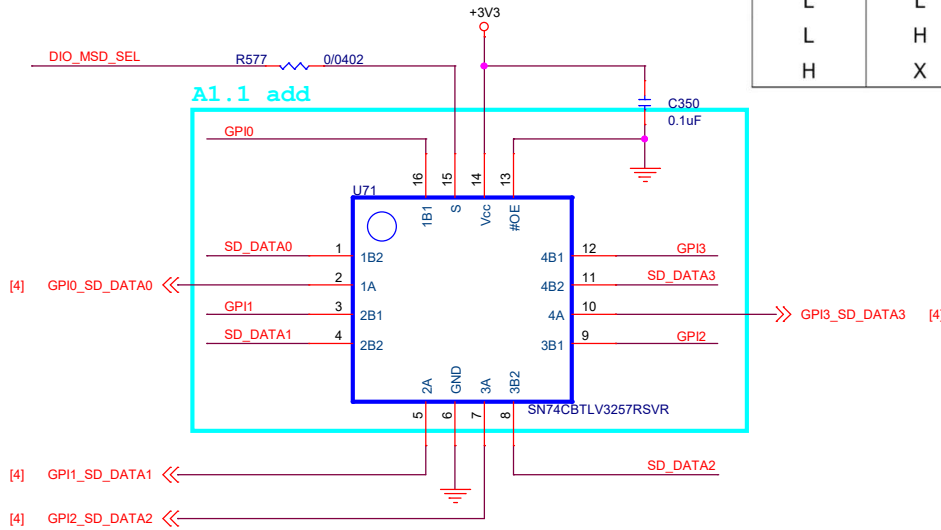 +3V3
L L
DIO_MSD_SEL R577 0/0402
L H
H X
A1.1 add
C350
0.1uF
GPI0
16 15 14 13
U71
1B1 S Vcc #OE
SD_DATA0 1 1B2 4B1 12 GPI3
[4] GPI0_SD_DATA0 2 1A 4B2 11 SD_DATA3
GPI1 3 2B1 4A 10 GPI3_SD_DATA3 [4]
SD_DATA1 4 2B2 3B1 9 GPI2
2A GND 3A 3B2
SN74CBTLV3257RSVR
5 6 7 8
[4] GPI1_SD_DATA1 SD_DATA2
[4] GPI2_SD_DATA2